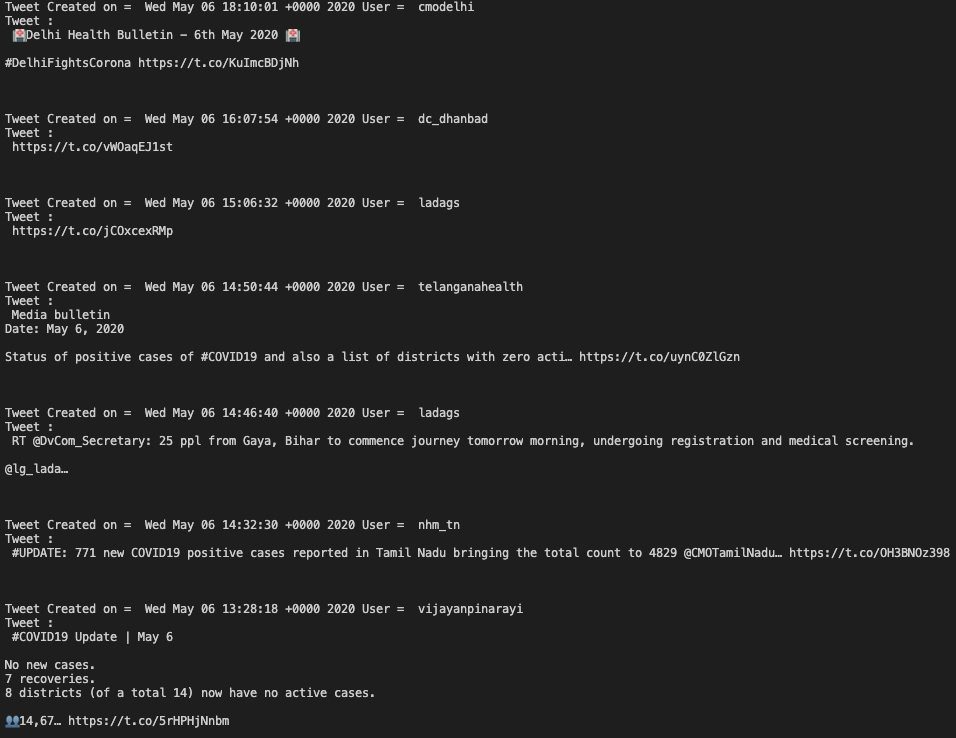 Tweet Created on =  Wed May 06 18:10:01 +0000 2020 User =  cmodelhi
Tweet :
🏥Delhi Health Bulletin – 6th May 2020 🏥
#DelhiFightsCorona https://t.co/KuImcBDjNh
Tweet Created on =  Wed May 06 16:07:54 +0000 2020 User =  dc_dhanbad
Tweet :
https://t.co/vWOaqEJ1st
Tweet Created on =  Wed May 06 15:06:32 +0000 2020 User =  ladags
Tweet :
https://t.co/jCOxcexRMp
Tweet Created on =  Wed May 06 14:50:44 +0000 2020 User =  telanganahealth
Tweet :
Media bulletin
Date: May 6, 2020
Status of positive cases of #COVID19 and also a list of districts with zero acti… https://t.co/uynC0ZlGzn
Tweet Created on =  Wed May 06 14:46:40 +0000 2020 User =  ladags
Tweet :
RT @DvCom_Secretary: 25 ppl from Gaya, Bihar to commence journey tomorrow morning, undergoing registration and medical screening.
@lg_lada…
Tweet Created on =  Wed May 06 14:32:30 +0000 2020 User =  nhm_tn
Tweet :
#UPDATE: 771 new COVID19 positive cases reported in Tamil Nadu bringing the total count to 4829 @CMOTamilNadu… https://t.co/OH3BNOz398
Tweet Created on =  Wed May 06 13:28:18 +0000 2020 User =  vijayanpinarayi
Tweet :
#COVID19 Update | May 6
No new cases.
7 recoveries.
8 districts (of a total 14) now have no active cases.
👥14,67… https://t.co/5rHPHjNnbm